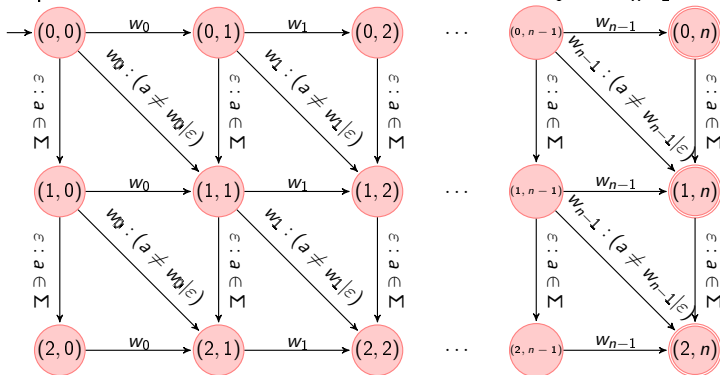 w₀ w₁ wₙ₋₁
(0, 0) (0, 1) (0, 2) ··· (0, n − 1) (0, n)
ε : a ∈ Σ w₀ : (a ≠ w₀|ε) ε : a ∈ Σ w₁ : (a ≠ w₁|ε) ε : a ∈ Σ ε : a ∈ Σ wₙ₋₁ : (a ≠ wₙ₋₁|ε) ε : a ∈ Σ
w₀ w₁ wₙ₋₁
(1, 0) (1, 1) (1, 2) ··· (1, n − 1) (1, n)
ε : a ∈ Σ w₀ : (a ≠ w₀|ε) ε : a ∈ Σ w₁ : (a ≠ w₁|ε) ε : a ∈ Σ ε : a ∈ Σ wₙ₋₁ : (a ≠ wₙ₋₁|ε) ε : a ∈ Σ
w₀ w₁ wₙ₋₁
(2, 0) (2, 1) (2, 2) ··· (2, n − 1) (2, n)